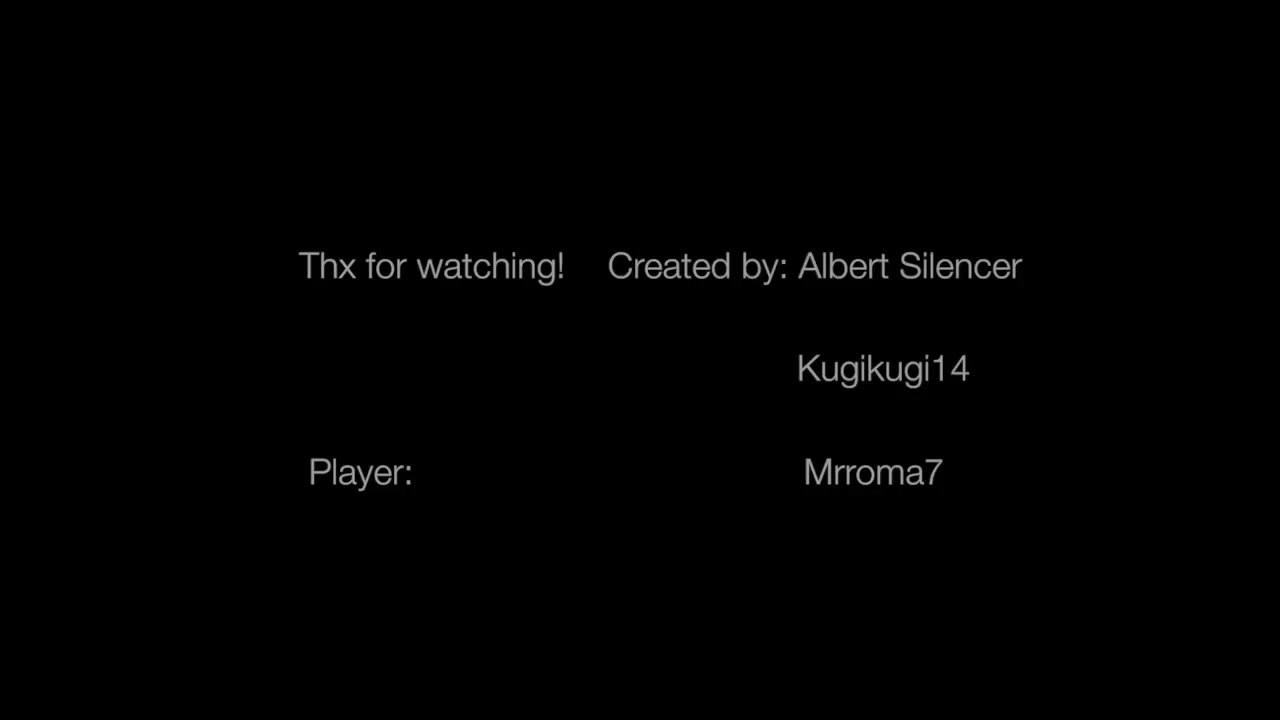 Thx for watching! Created by: Albert Silencer
Kugikugi14
Player: Mrroma7